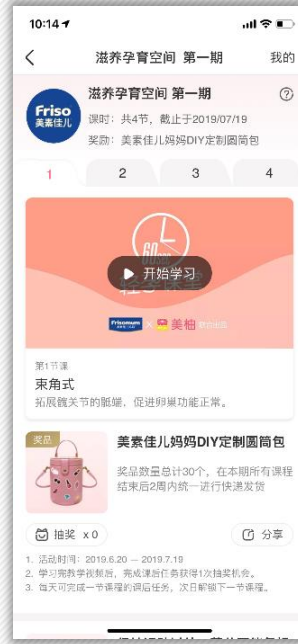 10:14
滋养孕育空间 第一期
我的
Friso
美素佳儿
滋养孕育空间 第一期
课时：共4节，截止于2019/07/19
奖励：美素佳儿妈妈DIY定制圆筒包
1
2
3
4
60sec
开始学习
轻孕课堂
Frisomum × 美柚
第1节课
束角式
拓展髋关节的骶端，促进卵巢功能正常。
奖品
美素佳儿妈妈DIY定制圆筒包
奖品数量总计30个，在本期所有课程
结束后2周内统一进行快递发货
抽奖 x0
分享
1. 活动时间：2019.6.20 — 2019.7.19
2. 学习完教学视频后，完成课后任务获得1次抽奖机会。
3. 每天可完成一节课程的课后任务，次日解锁下一节课程。